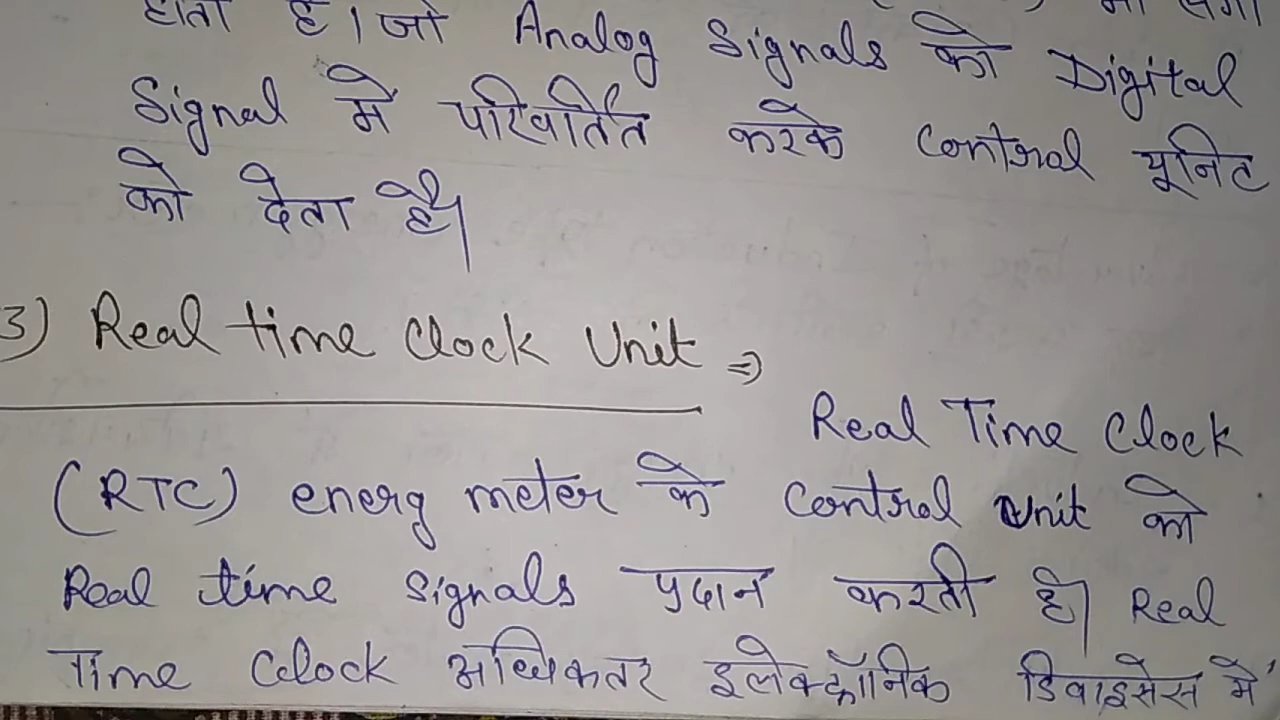 होता है। जो Analog Signals को Digital
Signal में परिवर्तित करके Control यूनिट
को देता है।
3) Real time Clock Unit ⇒
Real Time Clock
(RTC) energ meter के Control Unit को
Real time signals प्रदान करती है। Real
Time Clock अधिकतर इलेक्ट्रॉनिक डिवाइसेस में